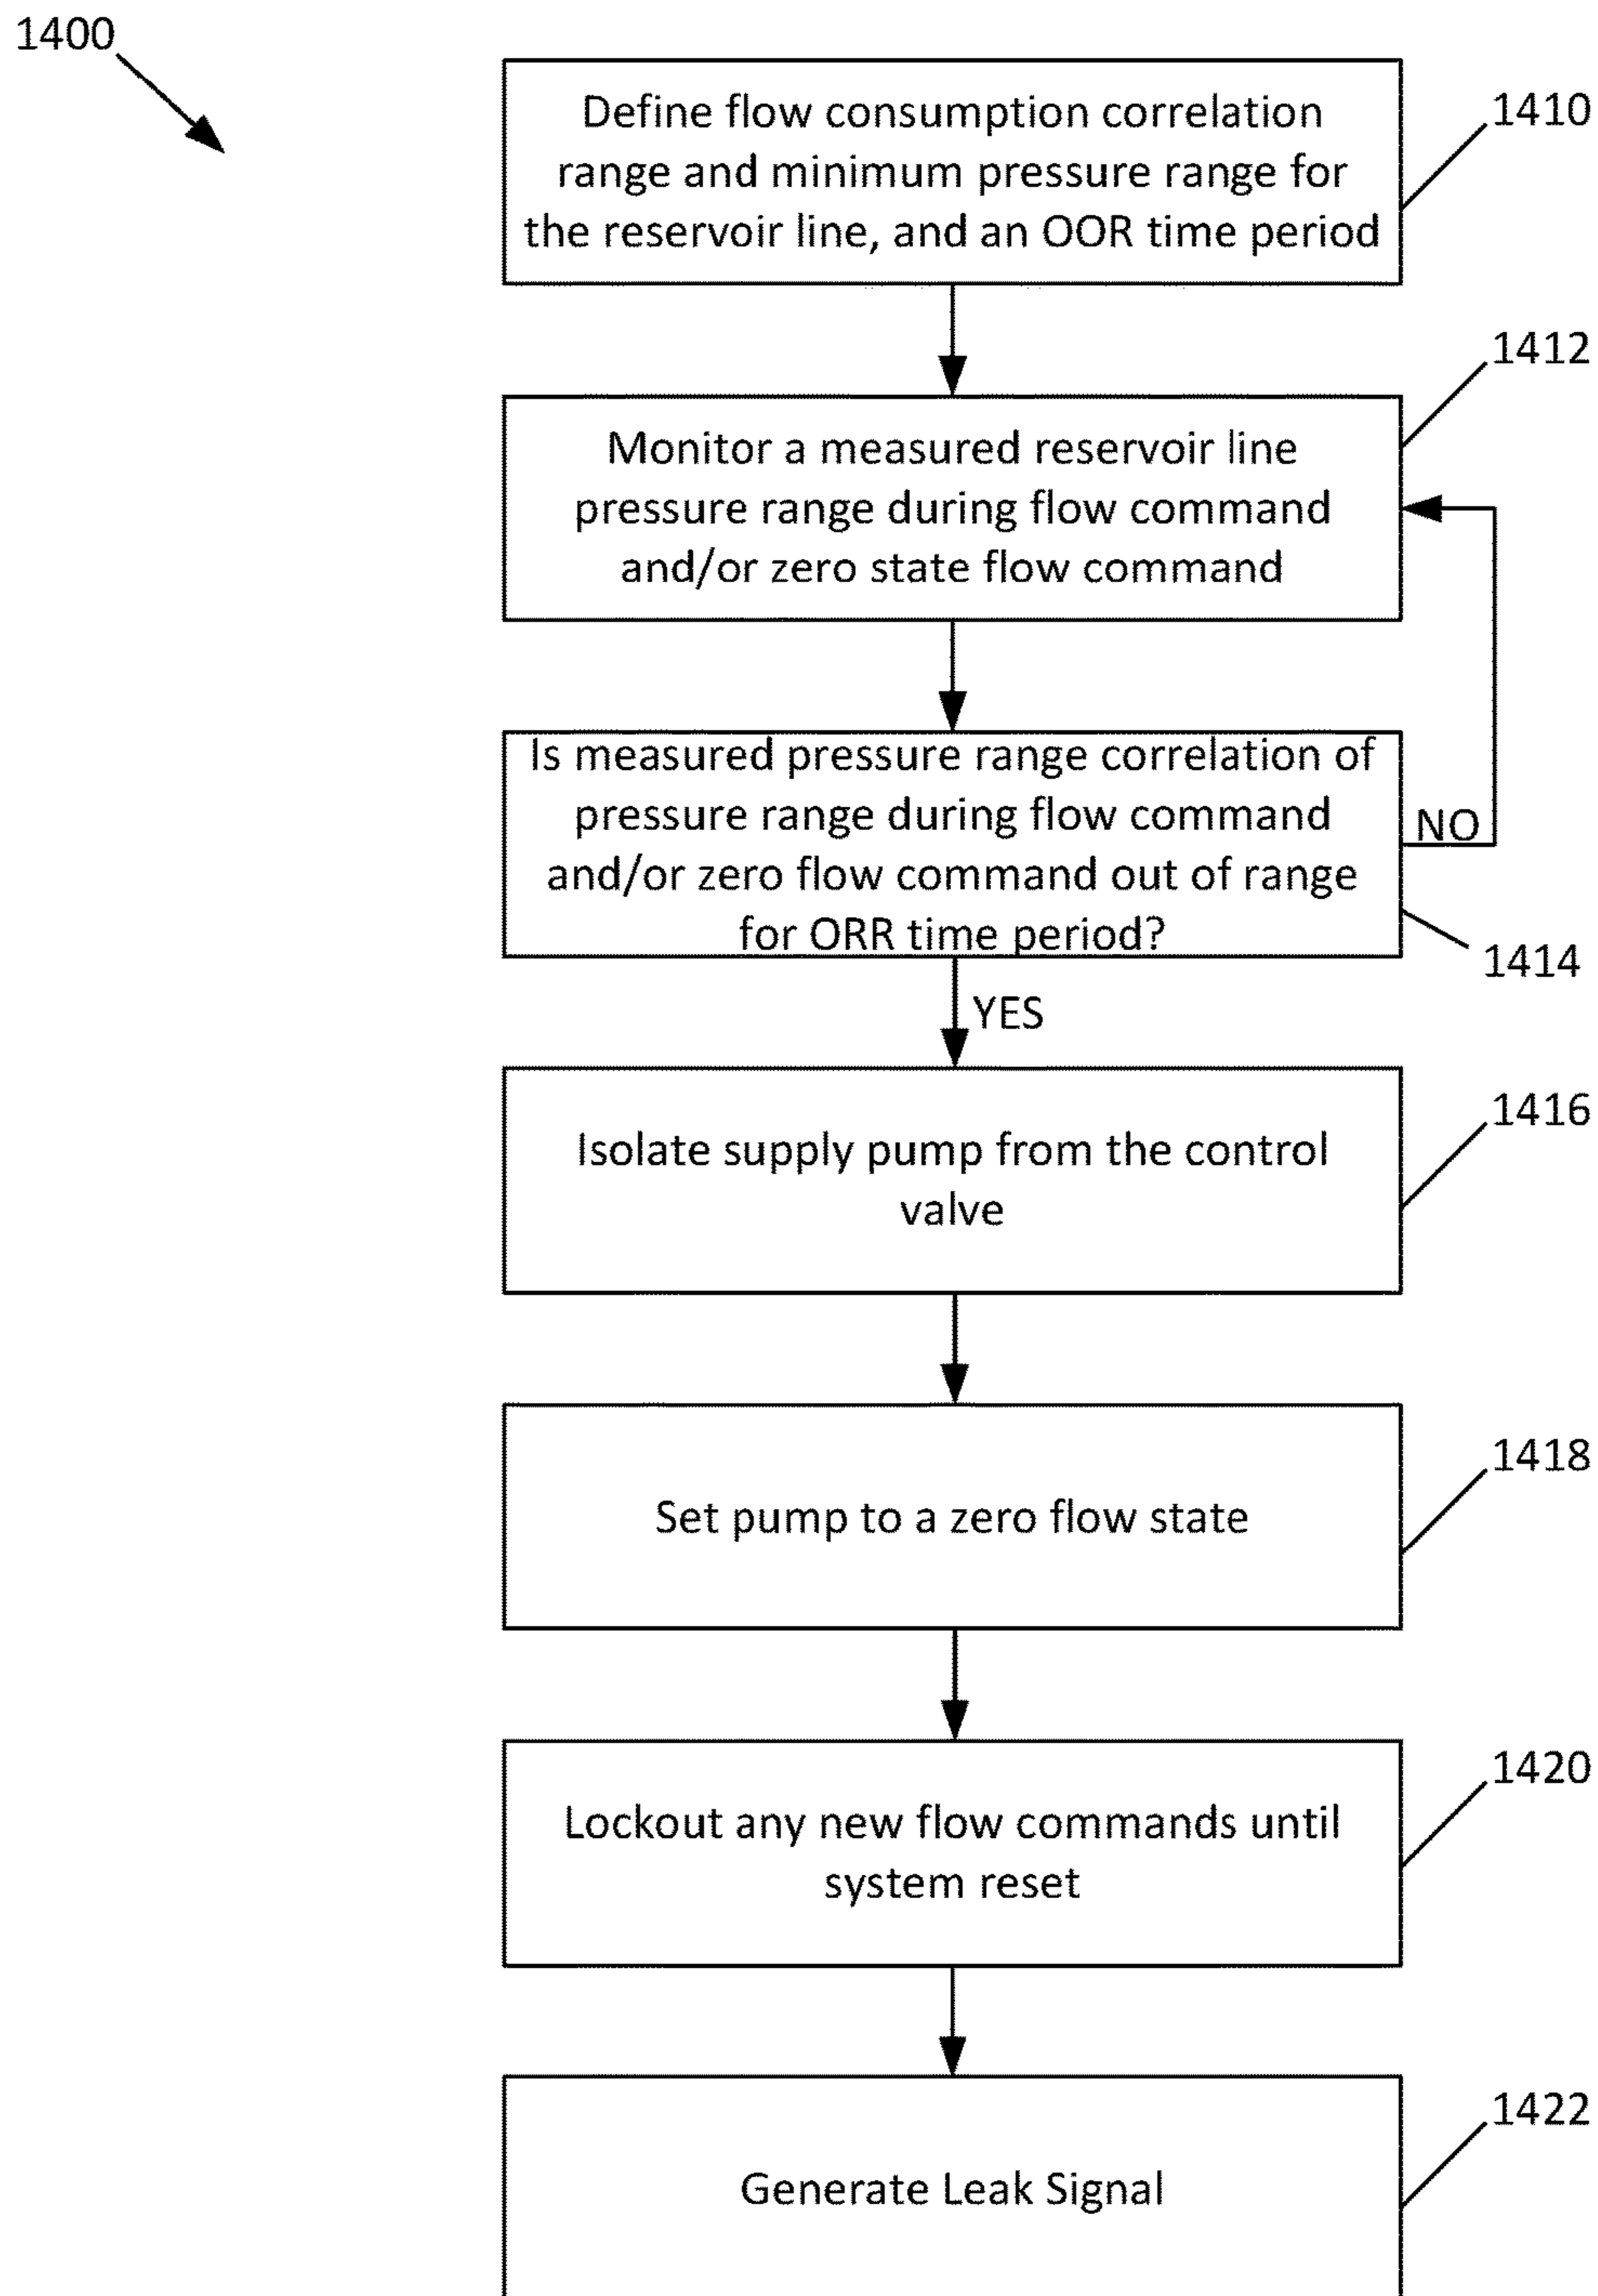 1400
Define flow consumption correlation
range and minimum pressure range for
the reservoir line, and an OOR time period
1410
Monitor a measured reservoir line
pressure range during flow command
and/or zero state flow command
1412
Is measured pressure range correlation of
pressure range during flow command
and/or zero flow command out of range
for ORR time period?
NO
1414
YES
Isolate supply pump from the control
valve
1416
Set pump to a zero flow state
1418
Lockout any new flow commands until
system reset
1420
Generate Leak Signal
1422